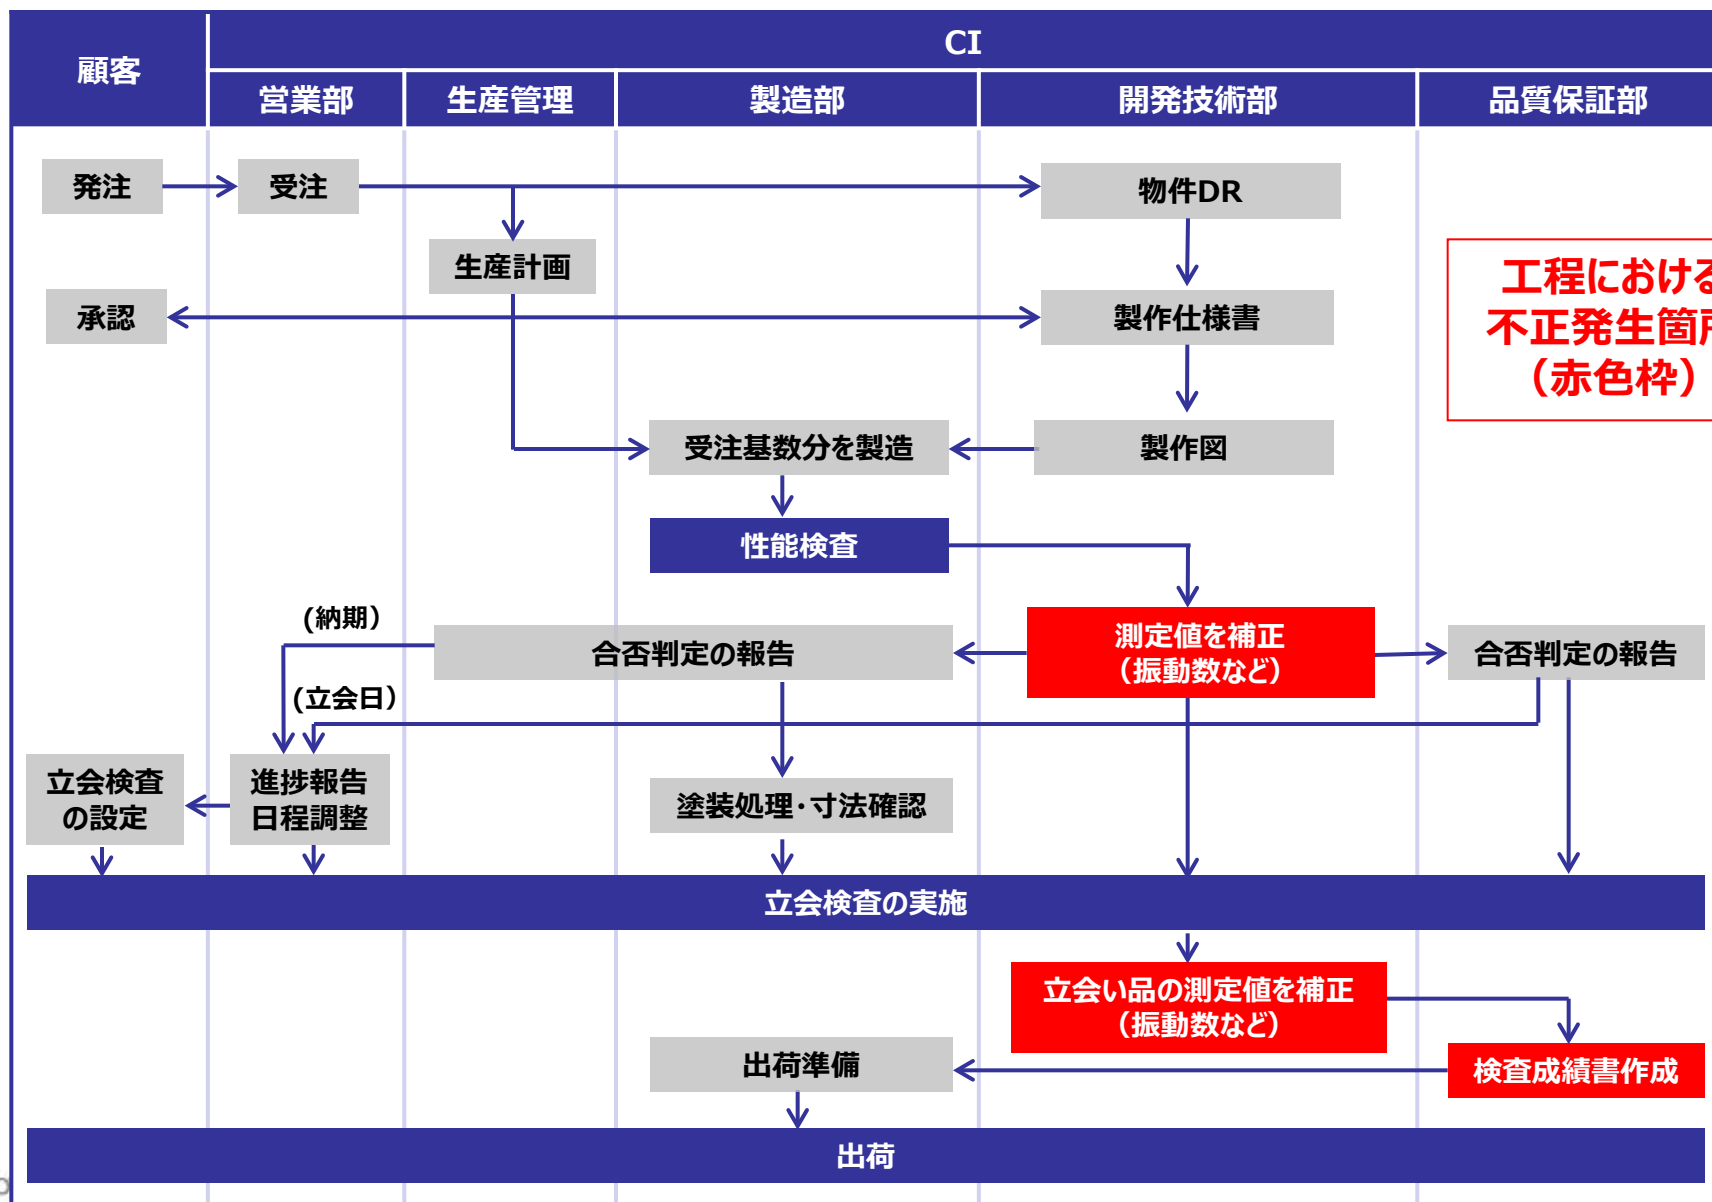 顧客
CI
営業部
生産管理
製造部
開発技術部
品質保証部
発注
受注
物件DR
生産計画
工程における
不正発生箇所
（赤色枠）
承認
製作仕様書
受注基数分を製造
製作図
性能検査
(納期）
合否判定の報告
測定値を補正
（振動数など）
合否判定の報告
(立会日）
立会検査
の設定
進捗報告
日程調整
塗装処理・寸法確認
立会検査の実施
立会い品の測定値を補正
（振動数など）
出荷準備
検査成績書作成
出荷